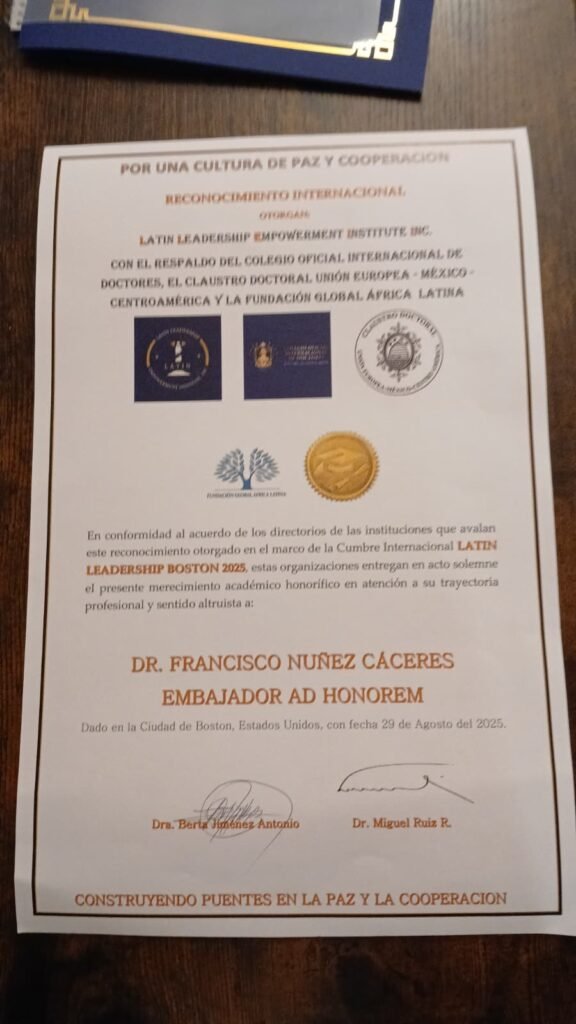 POR UNA CULTURA DE PAZ Y COOPERACION
RECONOCIMIENTO INTERNACIONAL
OTORGAN:
LATIN LEADERSHIP EMPOWERMENT INSTITUTE INC.
CON EL RESPALDO DEL COLEGIO OFICIAL INTERNACIONAL DE
DOCTORES, EL CLAUSTRO DOCTORAL UNIÓN EUROPEA - MÉXICO -
CENTROAMÉRICA Y LA FUNDACIÓN GLOBAL ÁFRICA LATINA
LATIN
CLAUSTRO DOCTORAL
FUNDACIÓN GLOBAL AFRICA LATINA
En conformidad al acuerdo de los directorios de las instituciones que avalan
este reconocimiento otorgado en el marco de la Cumbre Internacional LATIN
LEADERSHIP BOSTON 2025, estas organizaciones entregan en acto solemne
el presente merecimiento académico honorífico en atención a su trayectoria
profesional y sentido altruista a:
DR. FRANCISCO NUÑEZ CÁCERES
EMBAJADOR AD HONOREM
Dado en la Ciudad de Boston, Estados Unidos, con fecha 29 de Agosto del 2025.
Dra. Berta Jiménez Antonio
Dr. Miguel Ruiz R.
CONSTRUYENDO PUENTES EN LA PAZ Y LA COOPERACION